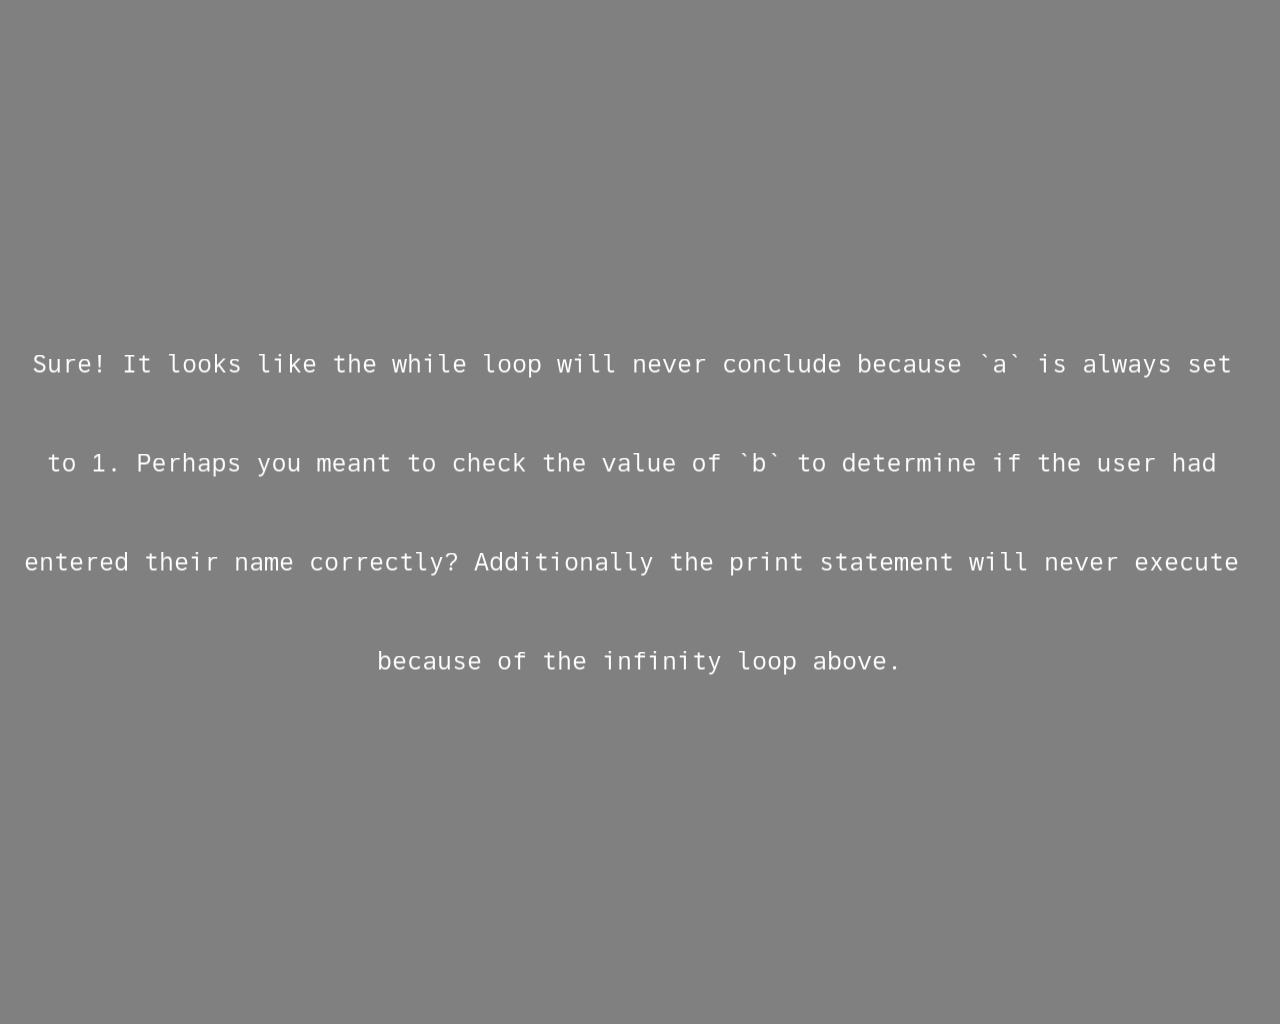 Sure! It looks like the while loop will never conclude because `a` is always set
to 1. Perhaps you meant to check the value of `b` to determine if the user had
entered their name correctly? Additionally the print statement will never execute
because of the infinity loop above.